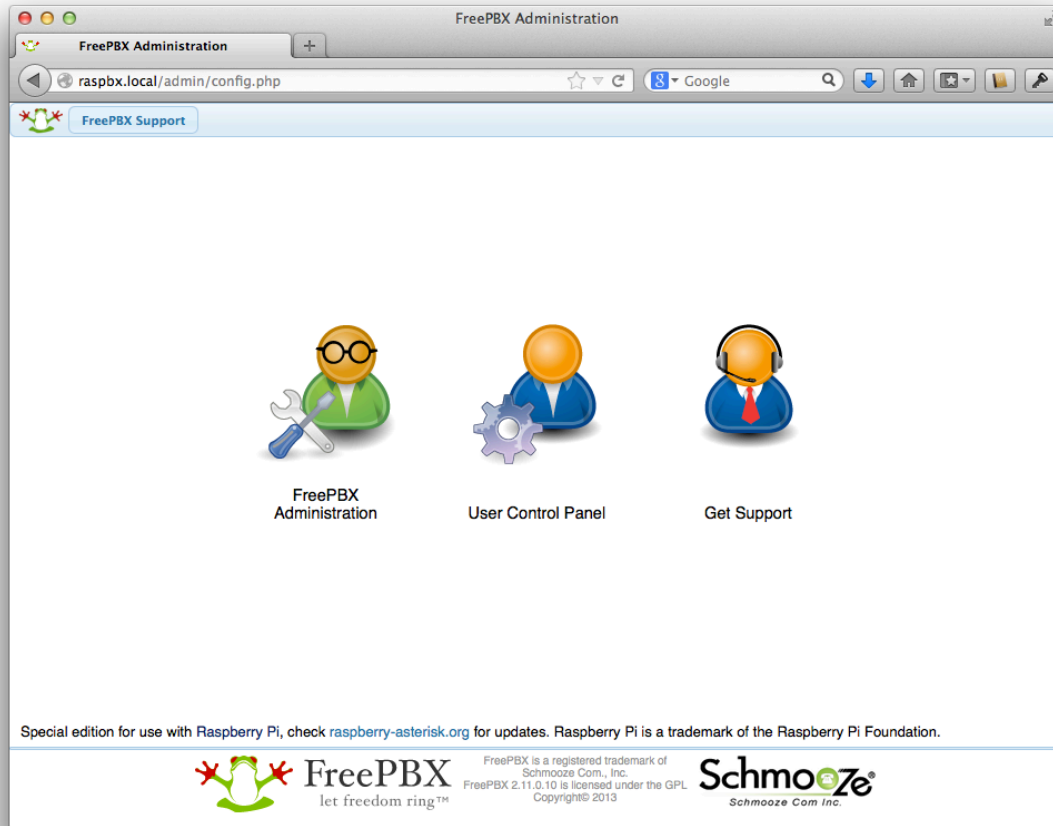 FreePBX Administration
FreePBX Administration
raspbx.local/admin/config.php
8
Google
FreePBX Support
FreePBX
Administration
User Control Panel
Get Support
Special edition for use with Raspberry Pi, check raspberry-asterisk.org for updates. Raspberry Pi is a trademark of the Raspberry Pi Foundation.
FreePBX
let freedom ring™
FreePBX is a registered trademark of
Schmooze Com., Inc.
FreePBX 2.11.0.10 is licensed under the GPL
Copyright© 2013
Schmooze®
Schmooze Com Inc.